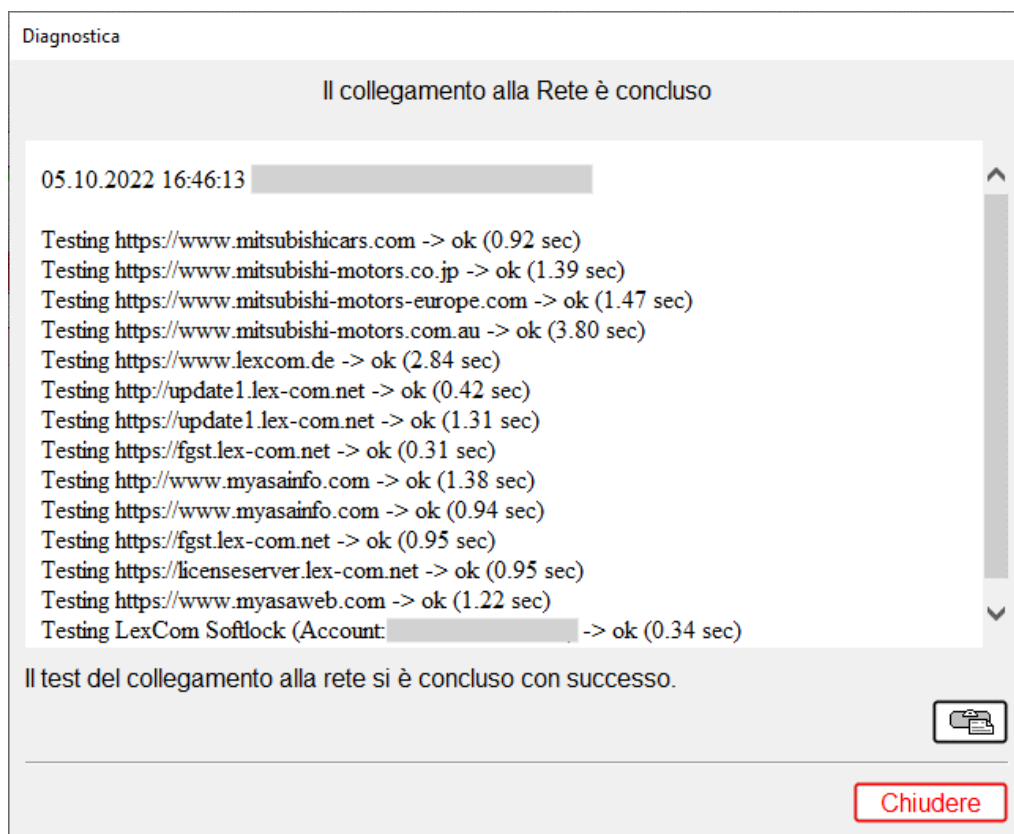 Diagnostica
Il collegamento alla Rete è concluso
05.10.2022 16:46:13
Testing https://www.mitsubishicars.com -> ok (0.92 sec)
Testing https://www.mitsubishi-motors.co.jp -> ok (1.39 sec)
Testing https://www.mitsubishi-motors-europe.com -> ok (1.47 sec)
Testing https://www.mitsubishi-motors.com.au -> ok (3.80 sec)
Testing https://www.lexcom.de -> ok (2.84 sec)
Testing http://update1.lex-com.net -> ok (0.42 sec)
Testing https://update1.lex-com.net -> ok (1.31 sec)
Testing https://fgst.lex-com.net -> ok (0.31 sec)
Testing http://www.myasainfo.com -> ok (1.38 sec)
Testing https://www.myasainfo.com -> ok (0.94 sec)
Testing https://fgst.lex-com.net -> ok (0.95 sec)
Testing https://licenseserver.lex-com.net -> ok (0.95 sec)
Testing https://www.myasaweb.com -> ok (1.22 sec)
Testing LexCom Softlock (Account: -> ok (0.34 sec)
Il test del collegamento alla rete si è concluso con successo.
Chiudere